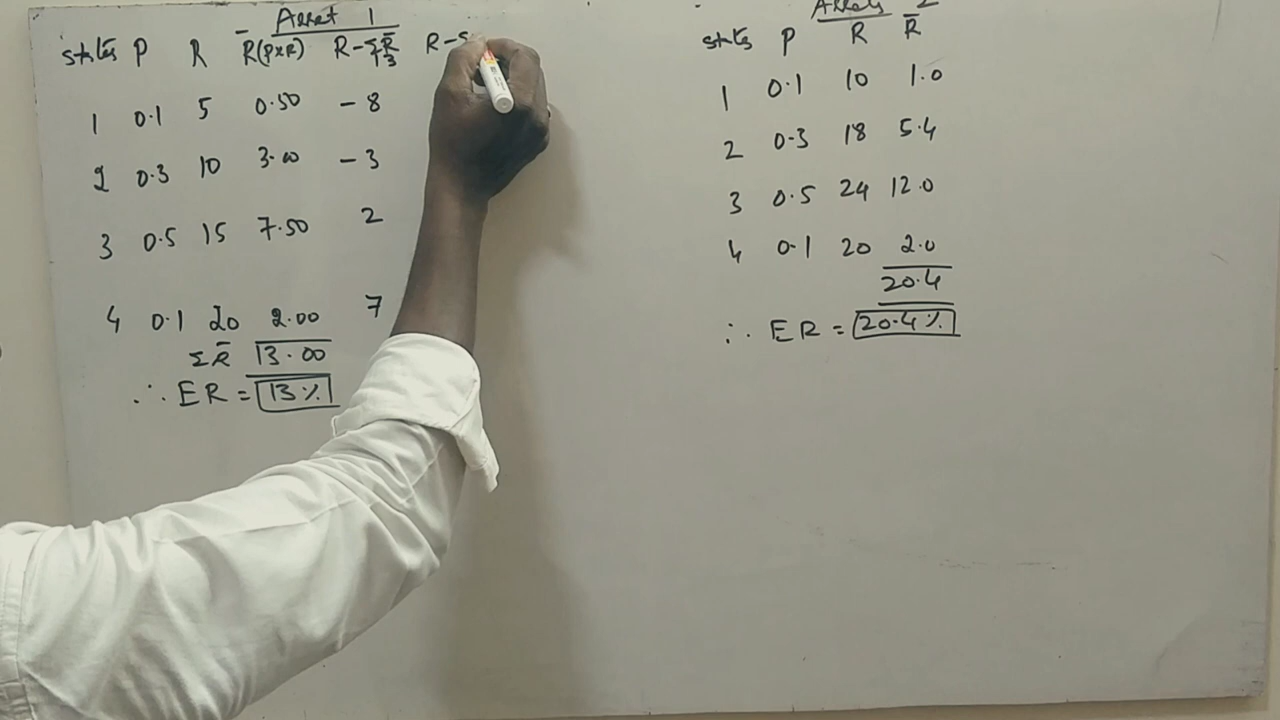 Asset 1
states P R R̄(P×R) R-ΣR̄ R-
13
1 0.1 5 0.50 -8
2 0.3 10 3.00 -3
3 0.5 15 7.50 2
4 0.1 20 2.00 7
ΣR̄ 13.00
∴ ER = 13%
2
states P R R̄
1 0.1 10 1.0
2 0.3 18 5.4
3 0.5 24 12.0
4 0.1 20 2.0
20.4
∴ ER = 20.4%